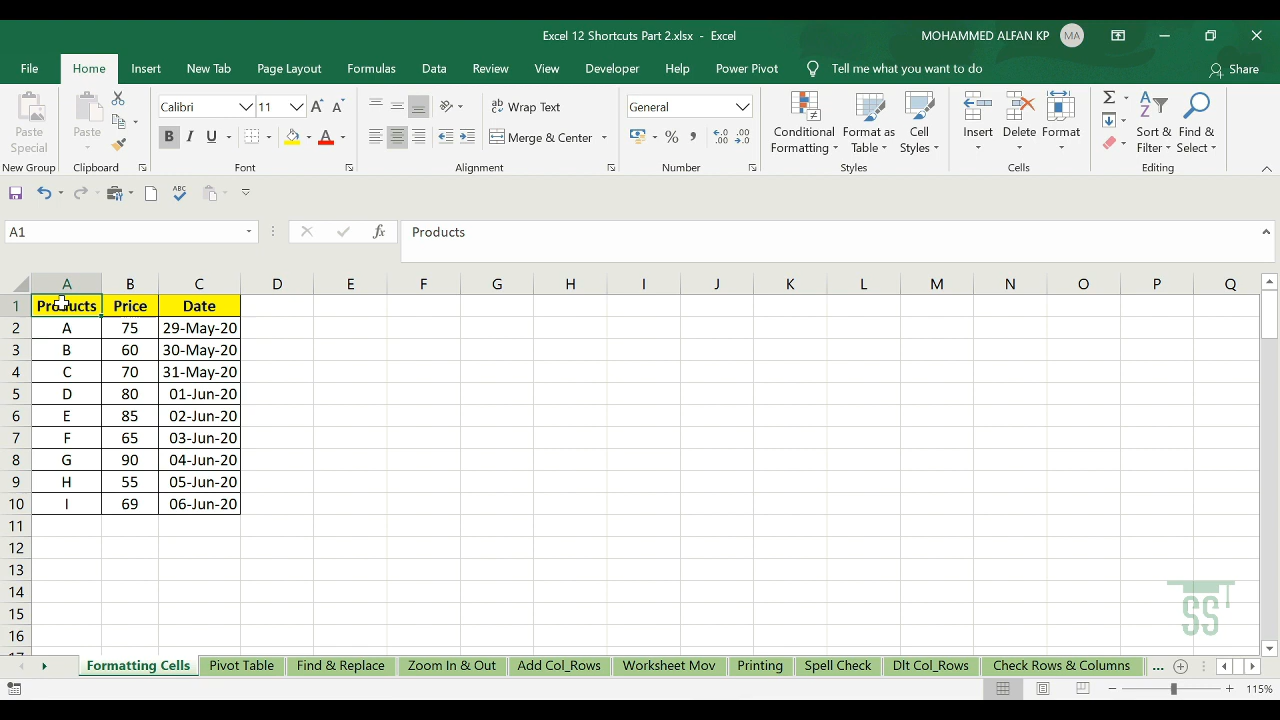 Excel 12 Shortcuts Part 2.xlsx - Excel
MOHAMMED ALFAN KP MA
File Home Insert New Tab Page Layout Formulas Data Review View Developer Help Power Pivot Tell me what you want to do Share
Paste Special
New Group
Paste
Clipboard
Calibri 11
B I U
Font
Wrap Text
Merge & Center
Alignment
General
Number
Conditional Formatting
Format as Table
Cell Styles
Styles
Insert Delete Format
Cells
Sort & Filter
Find & Select
Editing
A1 fx Products
A B C D E F G H I J K L M N O P Q
1 Products Price Date
2 A 75 29-May-20
3 B 60 30-May-20
4 C 70 31-May-20
5 D 80 01-Jun-20
6 E 85 02-Jun-20
7 F 65 03-Jun-20
8 G 90 04-Jun-20
9 H 55 05-Jun-20
10 I 69 06-Jun-20
11
12
13
14
15
16
SS
Formatting Cells Pivot Table Find & Replace Zoom In & Out Add Col_Rows Worksheet Mov Printing Spell Check Dlt Col_Rows Check Rows & Columns ...
115%